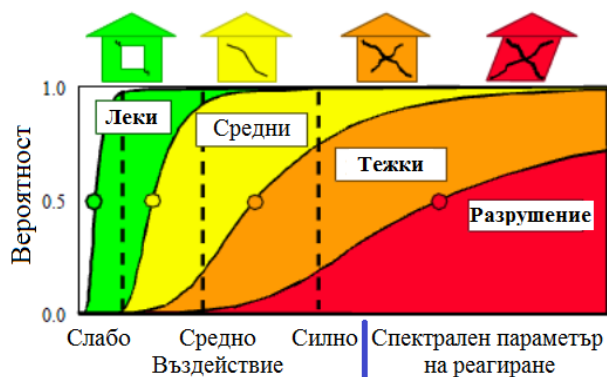 1.0
Леки
Средни
Тежки
0.5
Разрушение
Вероятност
0.0
Слабо
Средно
Силно
Спектрален параметър
Въздействие
на реагиране